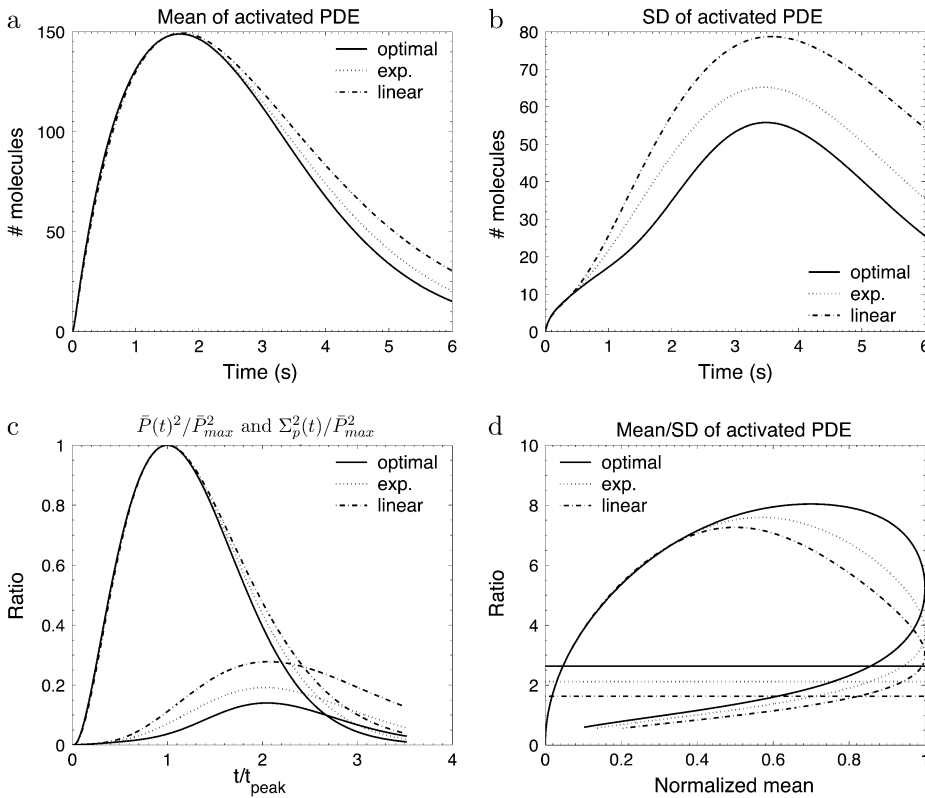 a
Mean of activated PDE
150
100
50
0
# molecules
optimal
exp.
linear
0 1 2 3 4 5 6
Time (s)
b
SD of activated PDE
80
70
60
50
40
30
20
10
0
# molecules
optimal
exp.
linear
0 1 2 3 4 5 6
Time (s)
c
P̄(t)²/P̄²max and Σ²p(t)/P̄²max
1
0.8
0.6
0.4
0.2
0
Ratio
optimal
exp.
linear
0 1 2 3 4
t/tpeak
d
Mean/SD of activated PDE
10
8
6
4
2
0
Ratio
optimal
exp.
linear
0 0.2 0.4 0.6 0.8 1
Normalized mean